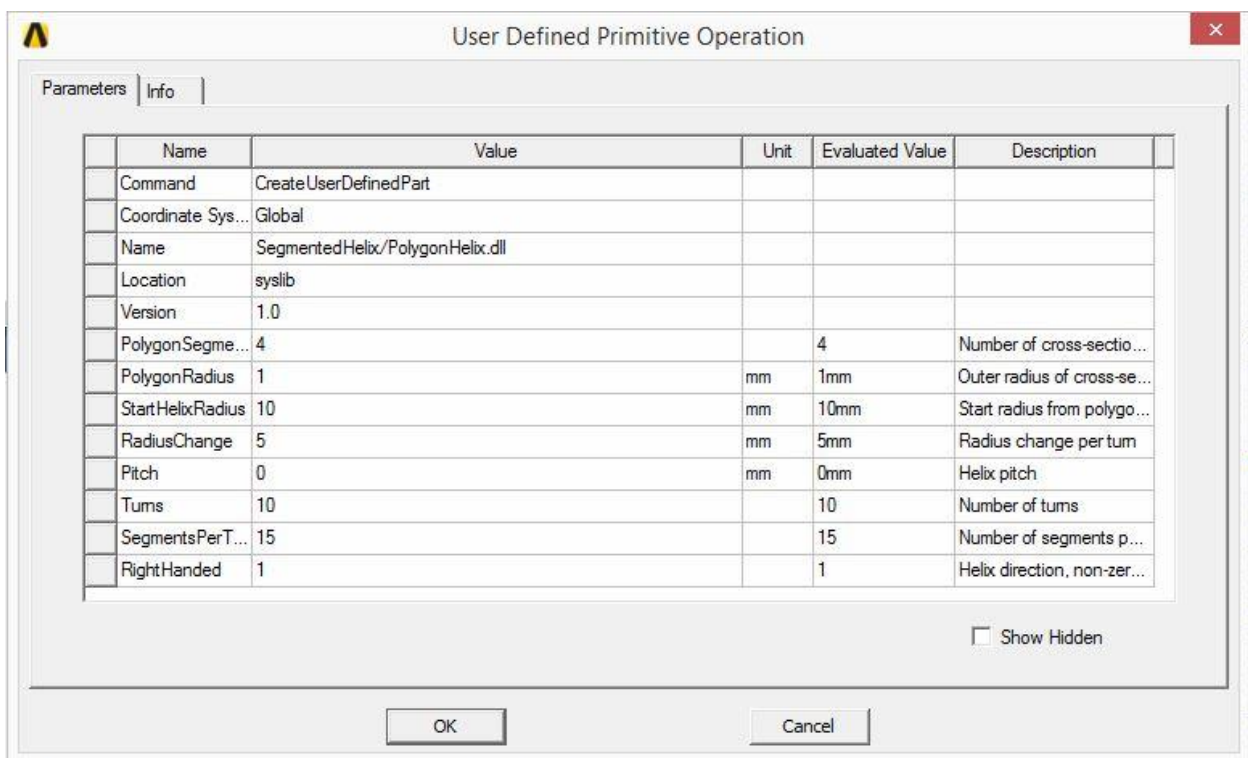 User Defined Primitive Operation
Parameters Info
Name Value Unit Evaluated Value Description
Command CreateUserDefinedPart
Coordinate Sys... Global
Name SegmentedHelix/PolygonHelix.dll
Location syslib
Version 1.0
PolygonSegme... 4 4 Number of cross-sectio...
PolygonRadius 1 mm 1mm Outer radius of cross-se...
StartHelixRadius 10 mm 10mm Start radius from polygo...
RadiusChange 5 mm 5mm Radius change per turn
Pitch 0 mm 0mm Helix pitch
Turns 10 10 Number of turns
SegmentsPerT... 15 15 Number of segments p...
RightHanded 1 1 Helix direction, non-zer...
Show Hidden
OK Cancel